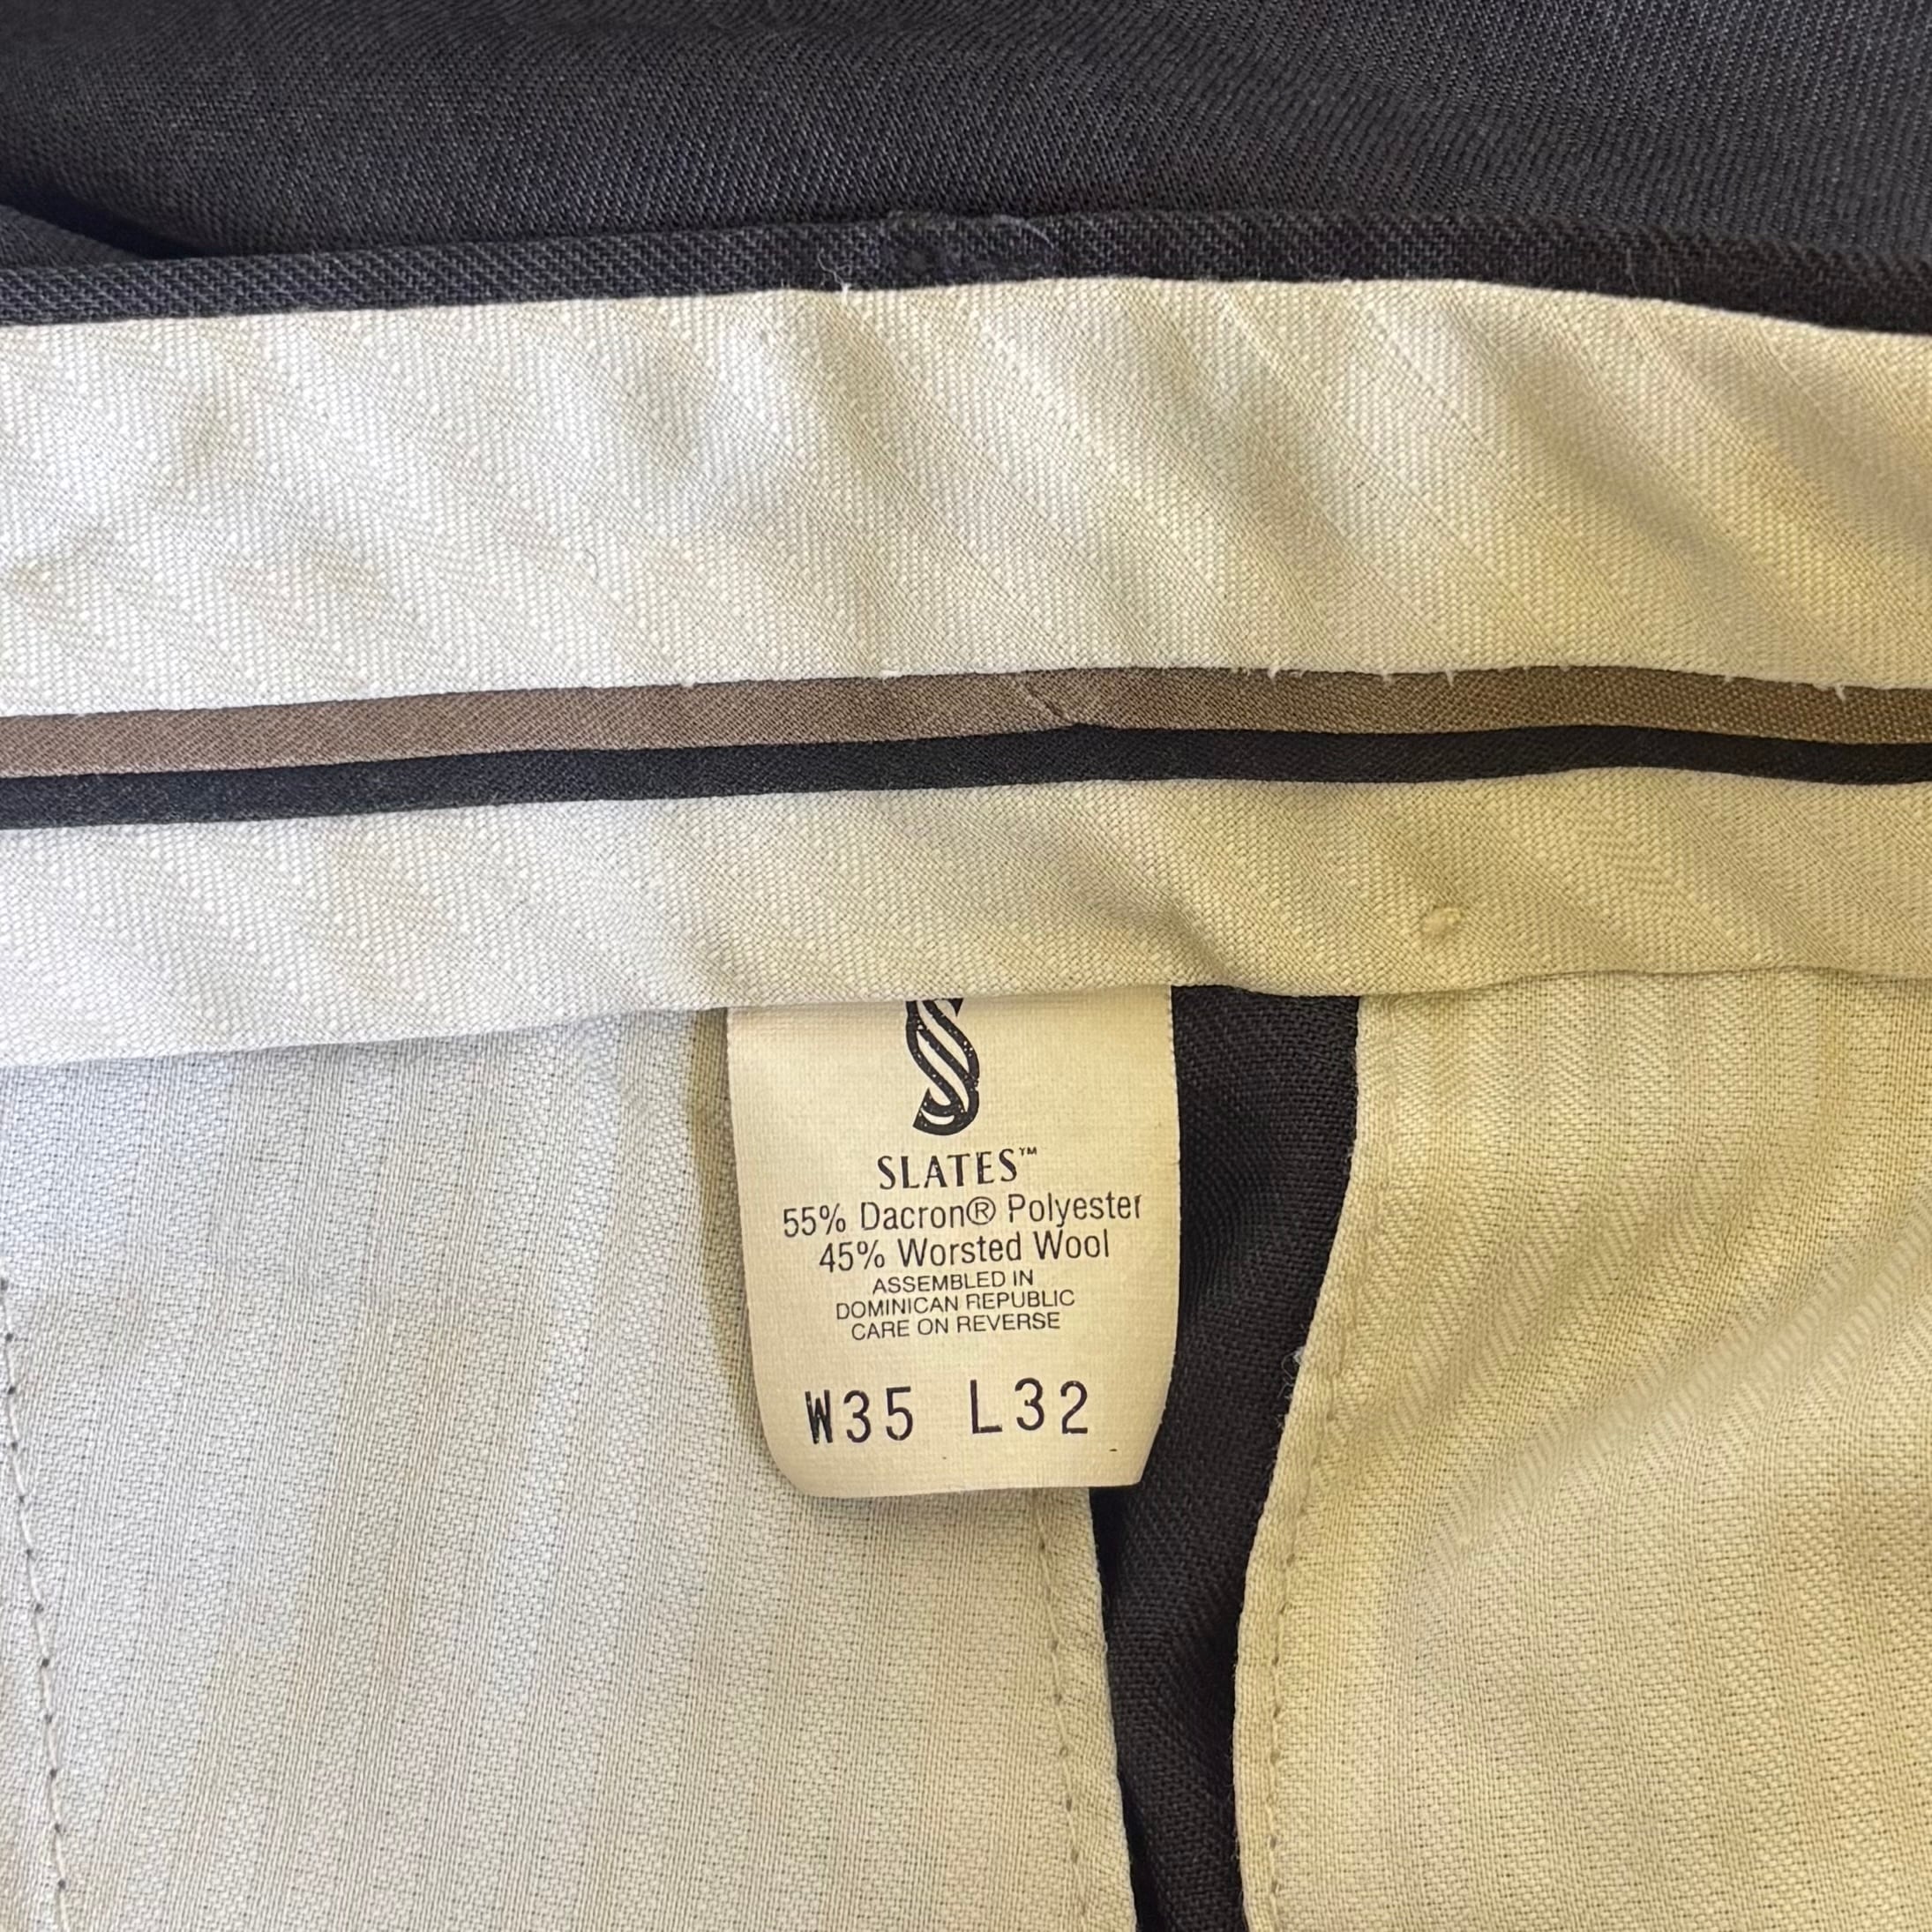 S
SLATES™
55% Dacron® Polyester
45% Worsted Wool
ASSEMBLED IN
DOMINICAN REPUBLIC
CARE ON REVERSE
W35 L32